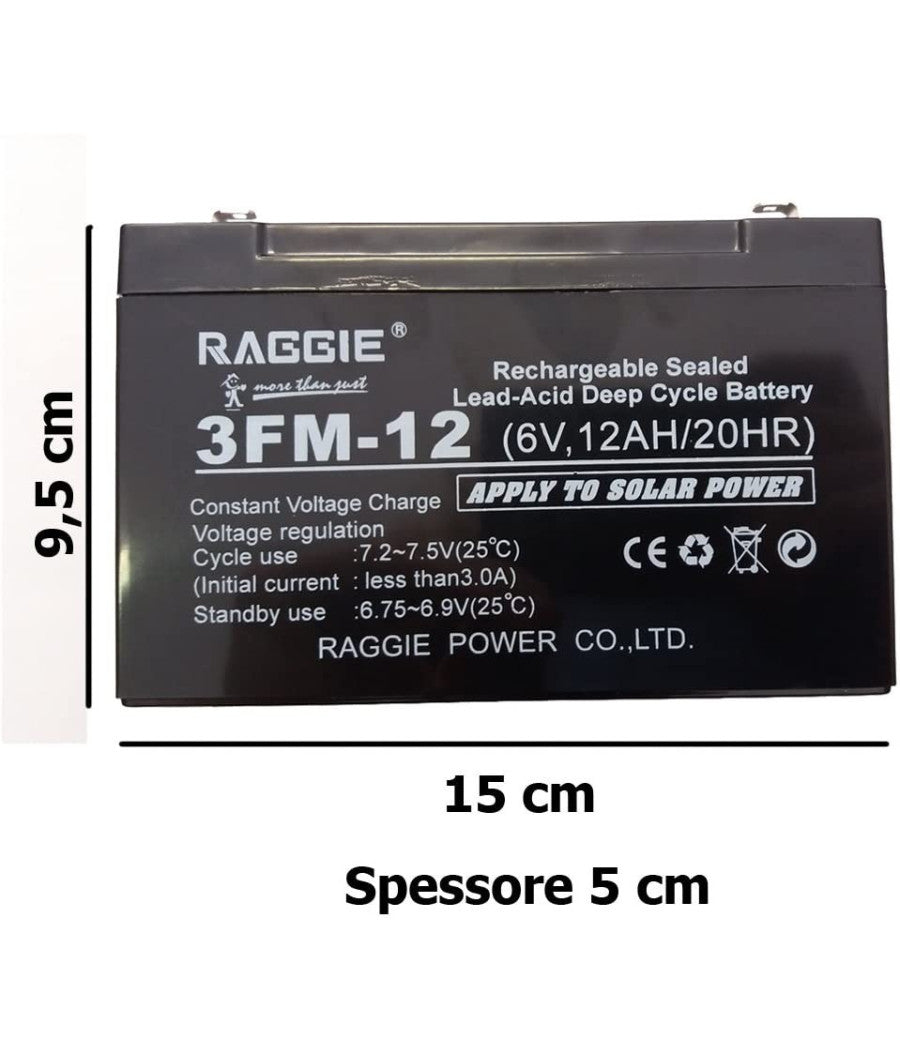 RAGGIE®
more than just
Rechargeable Sealed
Lead-Acid Deep Cycle Battery
3FM-12 (6V,12AH/20HR)
APPLY TO SOLAR POWER
Constant Voltage Charge
Voltage regulation
Cycle use :7.2~7.5V(25℃)
(Initial current : less than3.0A)
Standby use :6.75~6.9V(25℃)
CE
RAGGIE POWER CO.,LTD.
9,5 cm
15 cm
Spessore 5 cm